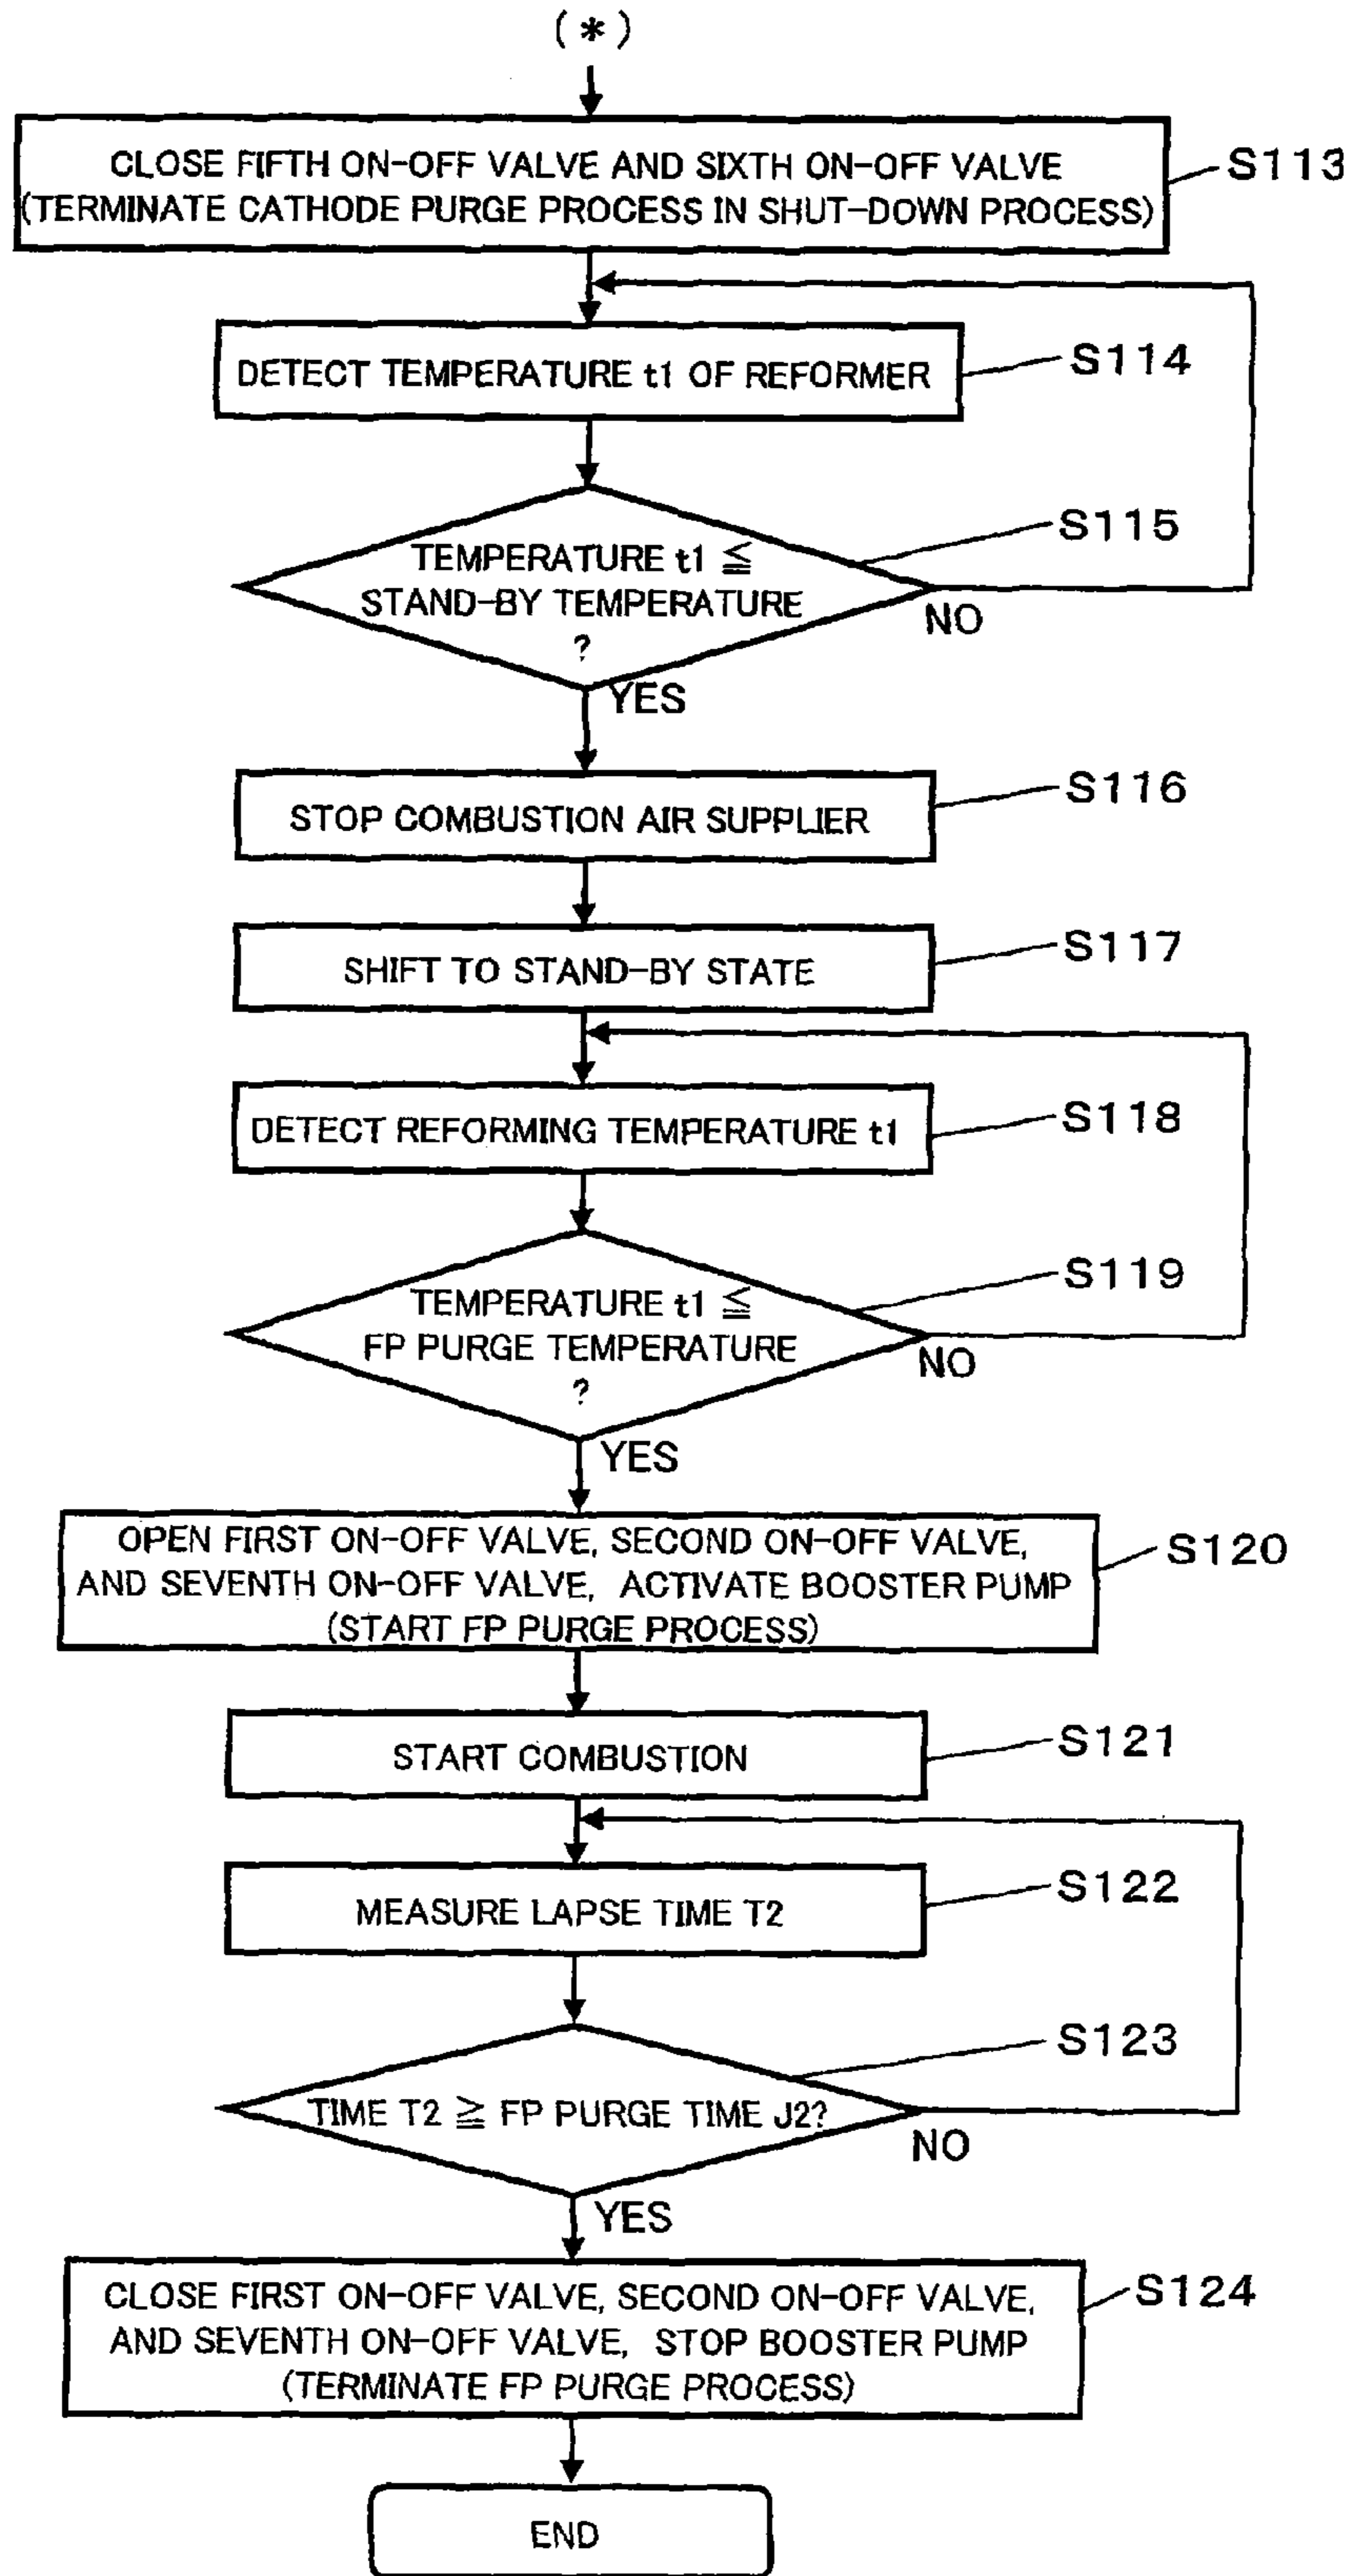 (*)
CLOSE FIFTH ON-OFF VALVE AND SIXTH ON-OFF VALVE
(TERMINATE CATHODE PURGE PROCESS IN SHUT-DOWN PROCESS)
S113
DETECT TEMPERATURE t1 OF REFORMER
S114
TEMPERATURE t1 ≦
STAND-BY TEMPERATURE
?
S115
NO
YES
STOP COMBUSTION AIR SUPPLIER
S116
SHIFT TO STAND-BY STATE
S117
DETECT REFORMING TEMPERATURE t1
S118
TEMPERATURE t1 ≦
FP PURGE TEMPERATURE
?
S119
NO
YES
OPEN FIRST ON-OFF VALVE, SECOND ON-OFF VALVE,
AND SEVENTH ON-OFF VALVE, ACTIVATE BOOSTER PUMP
(START FP PURGE PROCESS)
S120
START COMBUSTION
S121
MEASURE LAPSE TIME T2
S122
TIME T2 ≧ FP PURGE TIME J2?
S123
NO
YES
CLOSE FIRST ON-OFF VALVE, SECOND ON-OFF VALVE,
AND SEVENTH ON-OFF VALVE, STOP BOOSTER PUMP
(TERMINATE FP PURGE PROCESS)
S124
END